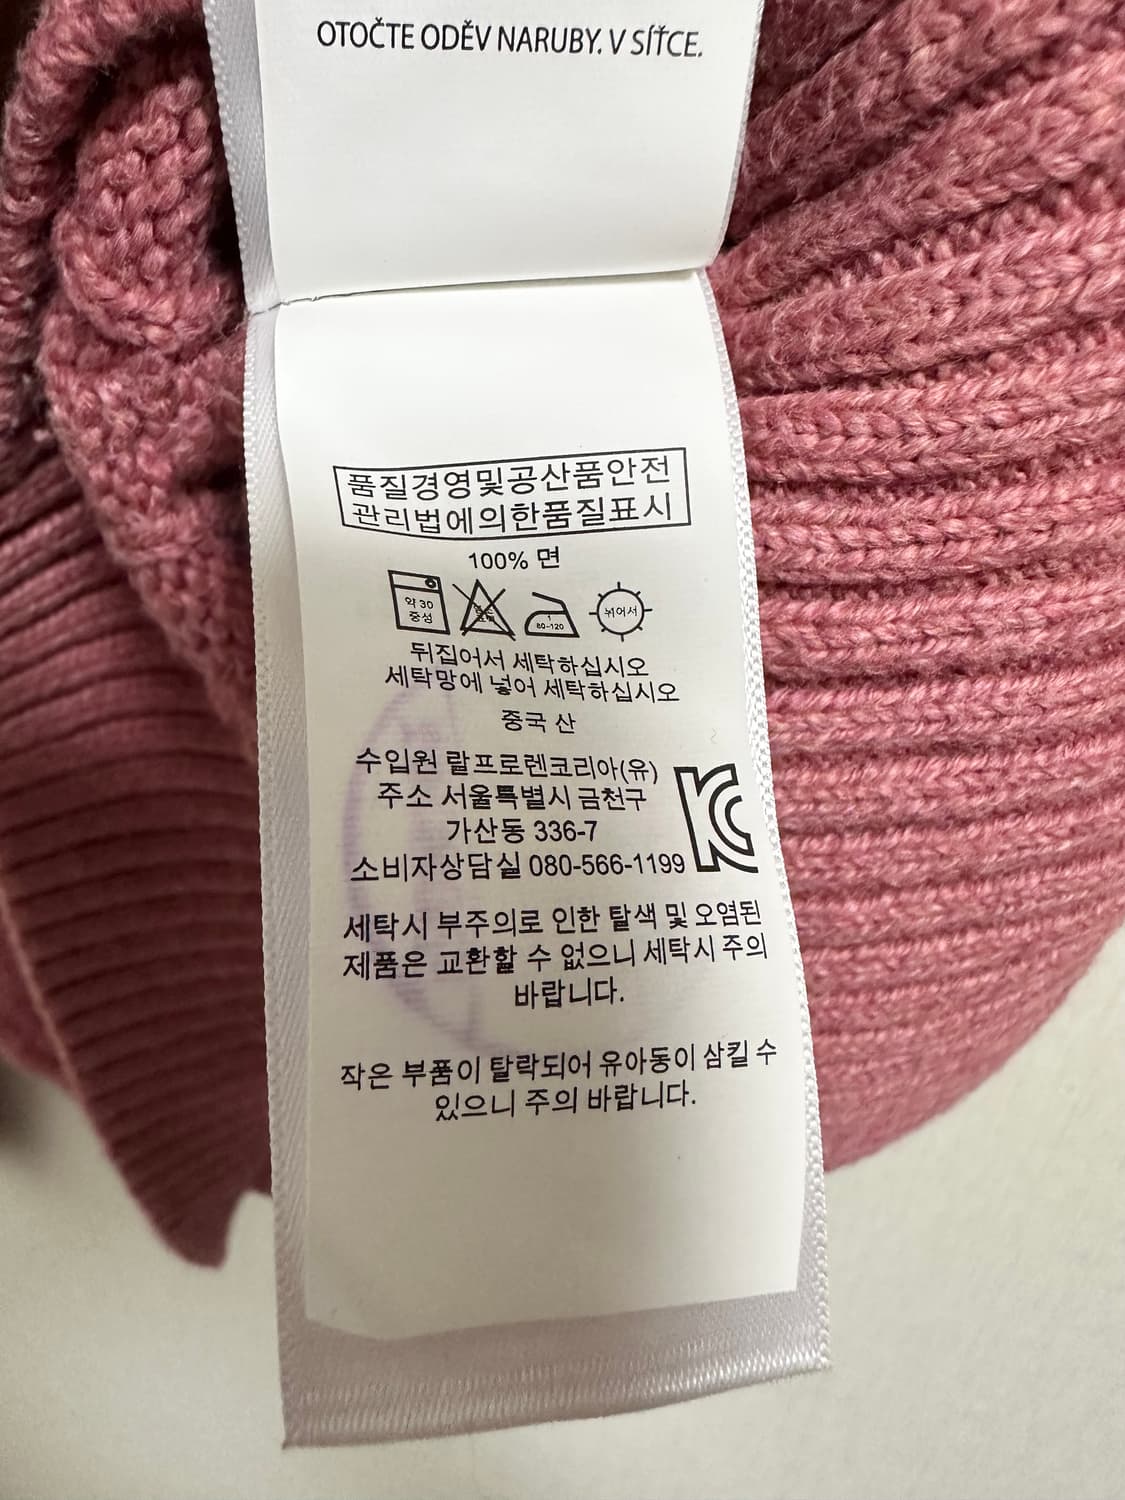 OTOČTE ODĚV NARUBY. V SÍŤCE.
품질경영및공산품안전
관리법에의한품질표시
100% 면
약 30
중성
1
80-120
뉘어서
뒤집어서 세탁하십시오
세탁망에 넣어 세탁하십시오
중국 산
수입원 랄프로렌코리아(유)
주소 서울특별시 금천구
가산동 336-7
소비자상담실 080-566-1199
세탁시 부주의로 인한 탈색 및 오염된
제품은 교환할 수 없으니 세탁시 주의
바랍니다.
작은 부품이 탈락되어 유아동이 삼킬 수
있으니 주의 바랍니다.